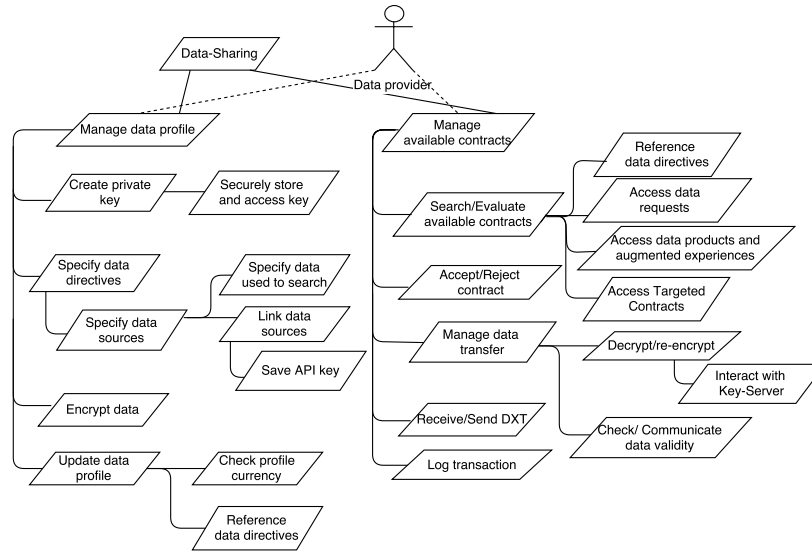 Data-Sharing
Data provider
Manage data profile
Create private
key
Securely store
and access key
Specify data
directives
Specify data
sources
Specify data
used to search
Link data
sources
Save API key
Encrypt data
Update data
profile
Check profile
currency
Reference
data directives
Manage
available contracts
Search/Evaluate
available contracts
Reference
data directives
Access data
requests
Access data products and
augmented experiences
Access Targeted
Contracts
Accept/Reject
contract
Manage data
transfer
Decrypt/re-encrypt
Interact with
Key-Server
Check/ Communicate
data validity
Receive/Send DXT
Log transaction